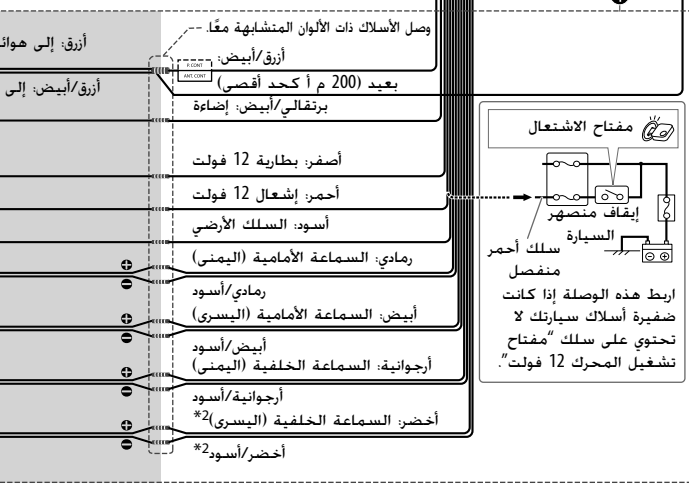 وصل الأسلاك ذات الألوان المتشابهة معًا.
أزرق: إلى هوائ
أزرق/أبيض:
P. CONT
ANT. CONT
بعيد (200 م أ كحد أقصى)
أزرق/أبيض: إلى
برتقالي/أبيض: إضاءة
أصفر: بطارية 12 فولت
أحمر: إشعال 12 فولت
أسود: السلك الأرضي
رمادي: السماعة الأمامية (اليمنى)
رمادي/أسود
أبيض: السماعة الأمامية (اليسرى)
أبيض/أسود
أرجوانية: السماعة الخلفية (اليمنى)
أرجوانية/أسود
أخضر: السماعة الخلفية (اليسرى)2*
أخضر/أسود2*
مفتاح الاشتعال
إيقاف منصهر
السيارة
سلك أحمر
منفصل
اربط هذه الوصلة إذا كانت
ضفيرة أسلاك سيارتك لا
تحتوي على سلك “مفتاح
تشغيل المحرك 12 فولت”.